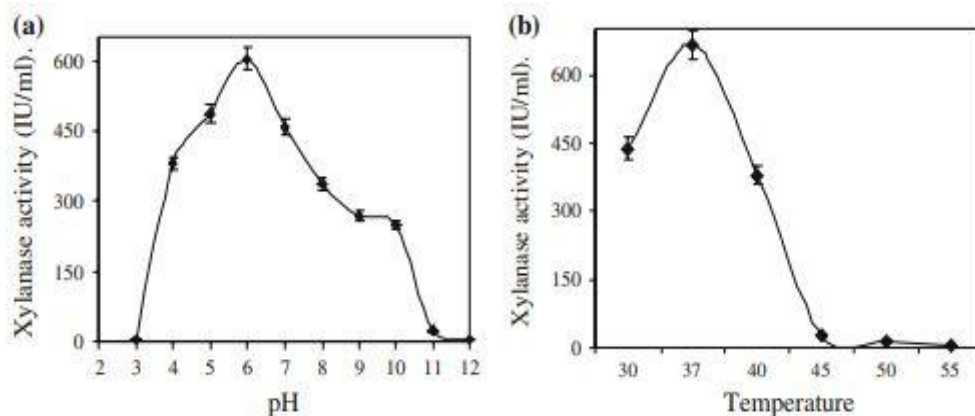 (a)
Xylanase activity (IU/ml).
600
450
300
150
0
2 3 4 5 6 7 8 9 10 11 12
pH
(b)
Xylanase activity (IU/ml).
600
450
300
150
0
30 37 40 45 50 55
Temperature